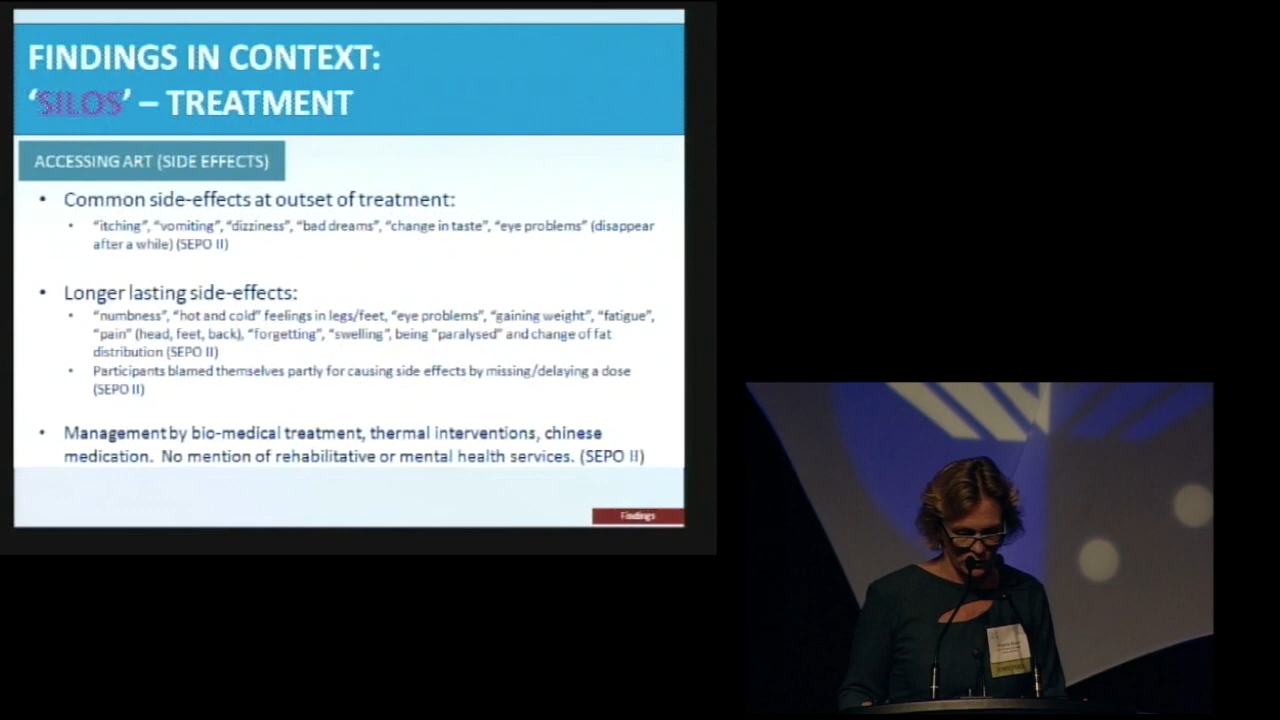 FINDINGS IN CONTEXT:
‘SILOS’ – TREATMENT
ACCESSING ART (SIDE EFFECTS)
• Common side-effects at outset of treatment:
• “itching”, “vomiting”, “dizziness”, “bad dreams”, “change in taste”, “eye problems” (disappear
after a while) (SEPO II)
• Longer lasting side-effects:
• “numbness”, “hot and cold” feelings in legs/feet, “eye problems”, “gaining weight”, “fatigue”,
“pain” (head, feet, back), “forgetting”, “swelling”, being “paralysed” and change of fat
distribution (SEPO II)
• Participants blamed themselves partly for causing side effects by missing/delaying a dose
(SEPO II)
• Management by bio-medical treatment, thermal interventions, chinese
medication. No mention of rehabilitative or mental health services. (SEPO II)
Findings